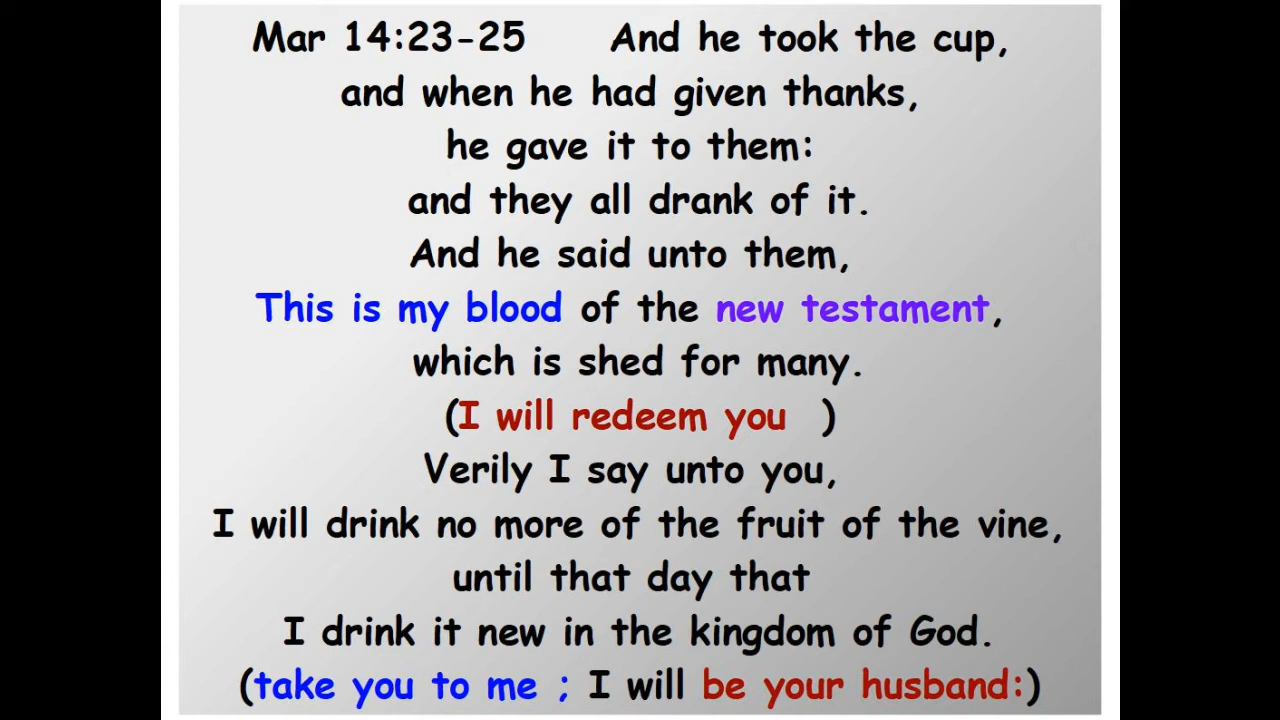 Mar 14:23-25 And he took the cup,
and when he had given thanks,
he gave it to them:
and they all drank of it.
And he said unto them,
This is my blood of the new testament,
which is shed for many.
(I will redeem you )
Verily I say unto you,
I will drink no more of the fruit of the vine,
until that day that
I drink it new in the kingdom of God.
(take you to me ; I will be your husband:)